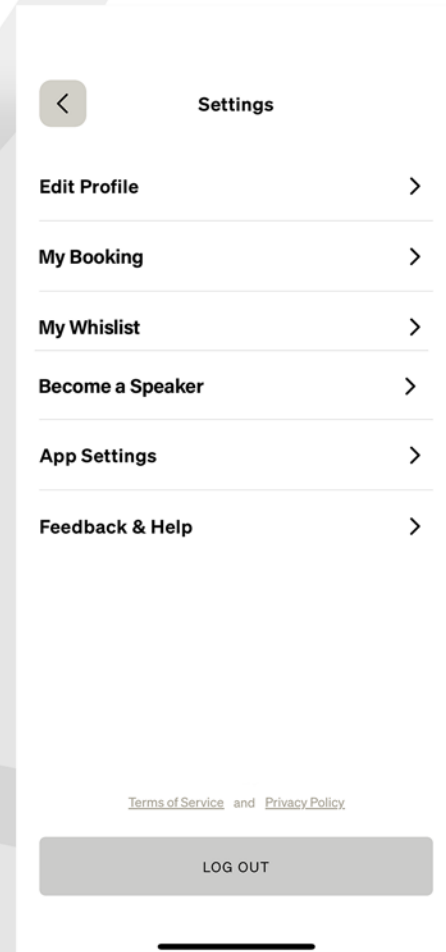 Settings
Edit Profile
My Booking
My Whislist
Become a Speaker
App Settings
Feedback & Help
Terms of Service and Privacy Policy
LOG OUT